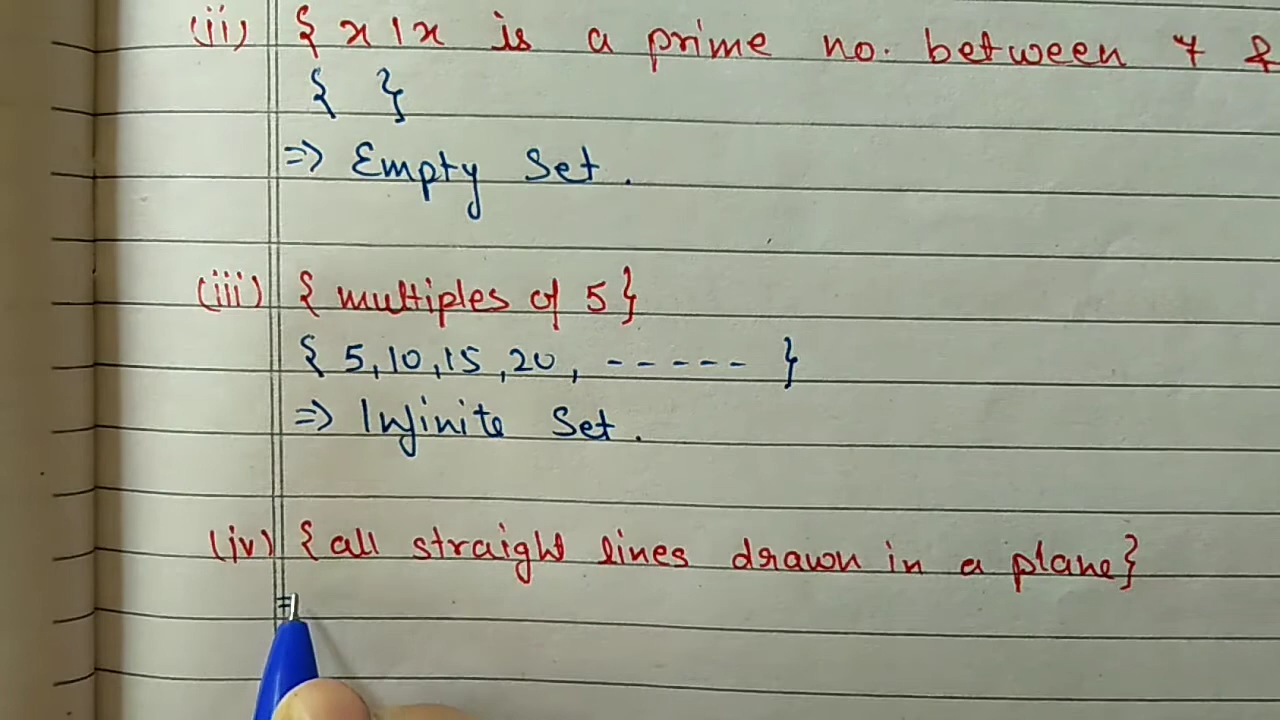 (ii) { x | x is a prime no. between 7 &
{ }
=> Empty Set.
(iii) { multiples of 5 }
{ 5, 10, 15, 20, ----- }
=> Infinite Set.
(iv) { all straight lines drawn in a plane }
=